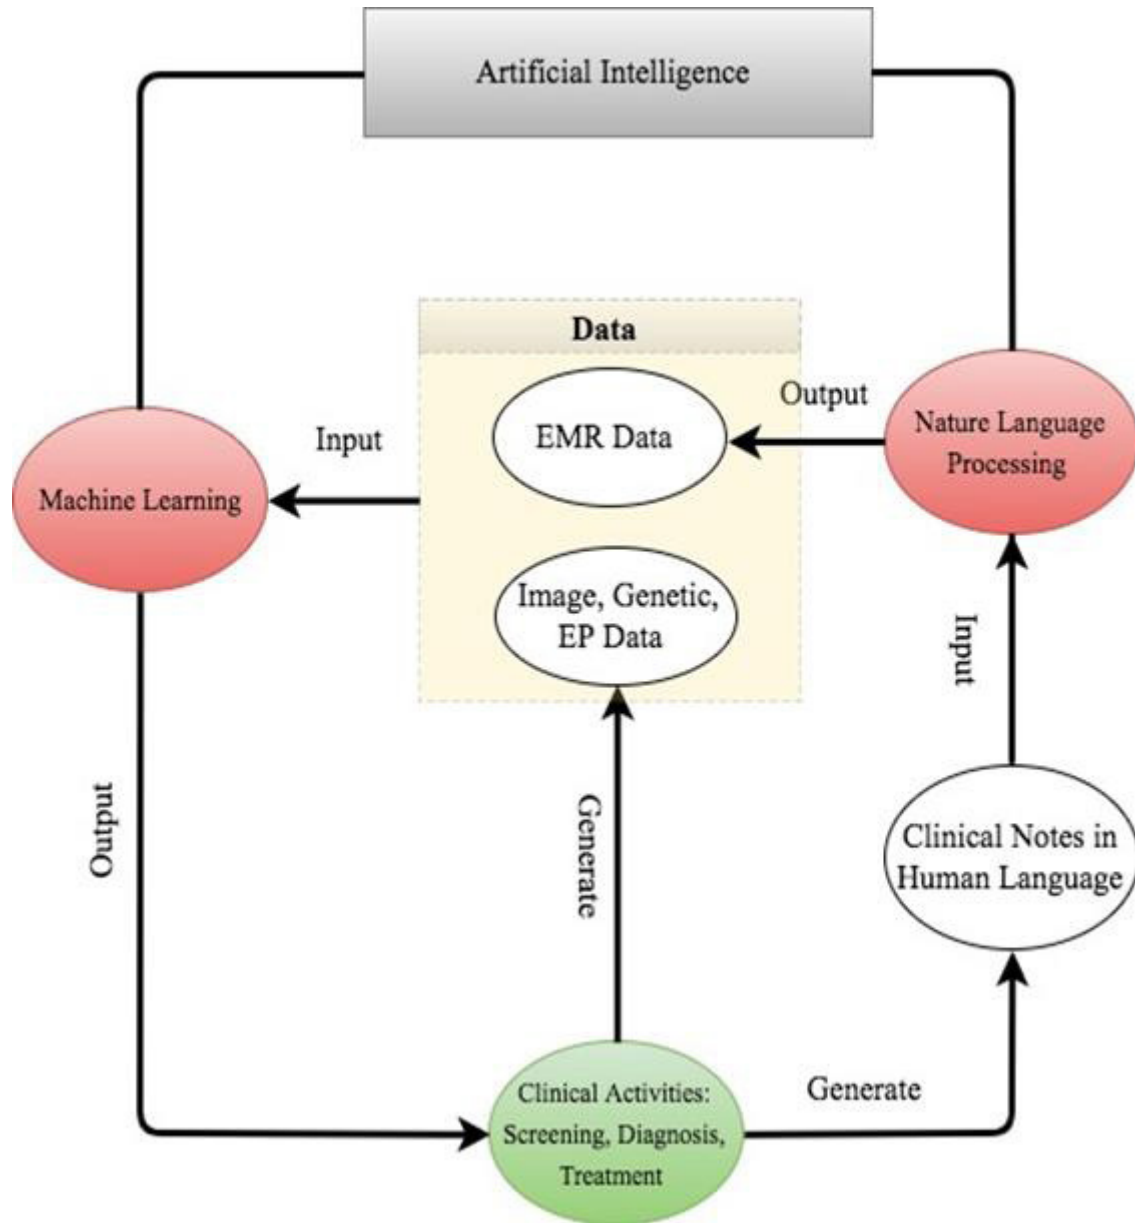 Artificial Intelligence
Data
Output
EMR Data
Nature Language
Processing
Input
Machine Learning
Image, Genetic,
EP Data
Input
Output
Generate
Clinical Notes in
Human Language
Clinical Activities:
Screening, Diagnosis,
Treatment
Generate